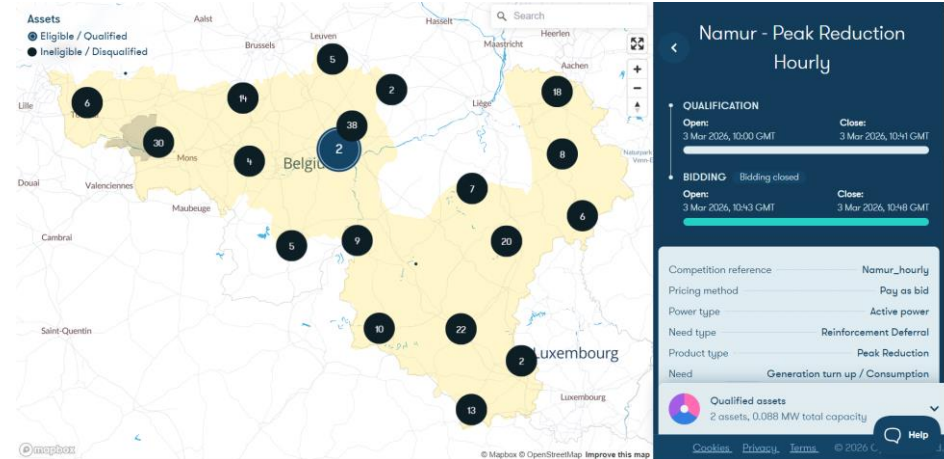 Assets
Eligible / Qualified
Ineligible / Disqualified
Search
Aalst
Hasselt
Brussels
Leuven
Maastricht
Heerlen
Aachen
Lille
Liège
Mons
Belgiu
Douai
Valenciennes
Maubeuge
Cambrai
Saint-Quentin
Luxembourg
Luxembourg
Naturpark
5
2
18
6
14
38
30
2
4
8
7
6
5
9
20
10
22
2
13
mapbox
© Mapbox © OpenStreetMap Improve this map
Namur - Peak Reduction
Hourly
QUALIFICATION
Open: Close:
3 Mar 2026, 10:00 GMT 3 Mar 2026, 10:41 GMT
BIDDING Bidding closed
Open: Close:
3 Mar 2026, 10:43 GMT 3 Mar 2026, 10:48 GMT
Competition reference Namur_hourly
Pricing method Pay as bid
Power type Active power
Need type Reinforcement Deferral
Product type Peak Reduction
Need Generation turn up / Consumption
Qualified assets
2 assets, 0.088 MW total capacity
Help
Cookies Privacy Terms © 2026